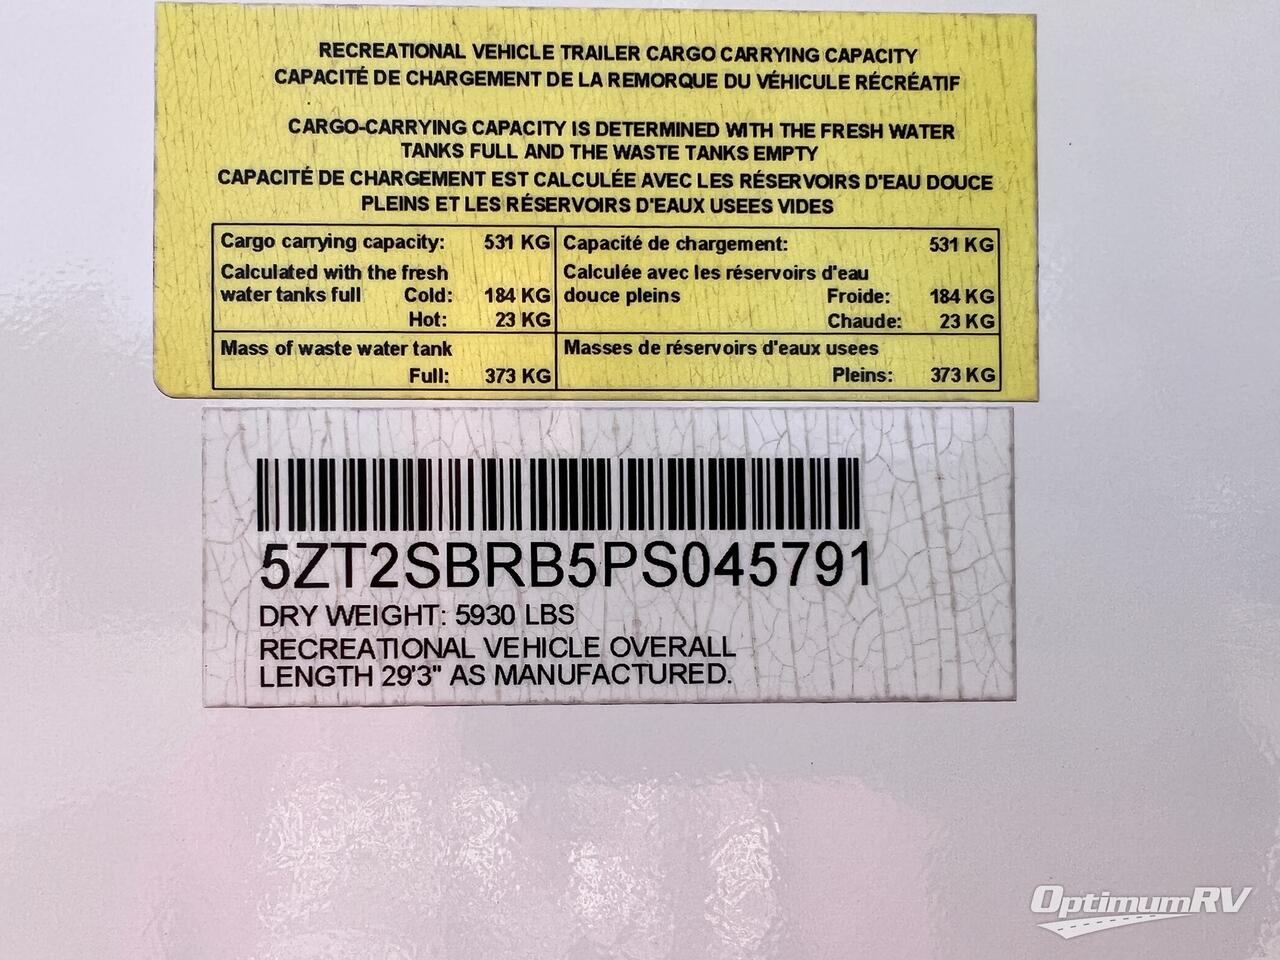 RECREATIONAL VEHICLE TRAILER CARGO CARRYING CAPACITY
CAPACITÉ DE CHARGEMENT DE LA REMORQUE DU VÉHICULE RÉCRÉATIF
CARGO-CARRYING CAPACITY IS DETERMINED WITH THE FRESH WATER
TANKS FULL AND THE WASTE TANKS EMPTY
CAPACITÉ DE CHARGEMENT EST CALCULÉE AVEC LES RÉSERVOIRS D'EAU DOUCE
PLEINS ET LES RÉSERVOIRS D'EAUX USEES VIDES
Cargo carrying capacity: 531 KG
Calculated with the fresh
water tanks full Cold: 184 KG
Hot: 23 KG
Mass of waste water tank
Full: 373 KG
Capacité de chargement: 531 KG
Calculée avec les réservoirs d'eau
douce pleins Froide: 184 KG
Chaude: 23 KG
Masses de réservoirs d'eaux usees
Pleins: 373 KG
5ZT2SBRB5PS045791
DRY WEIGHT: 5930 LBS
RECREATIONAL VEHICLE OVERALL
LENGTH 29'3" AS MANUFACTURED.
OptimumRV